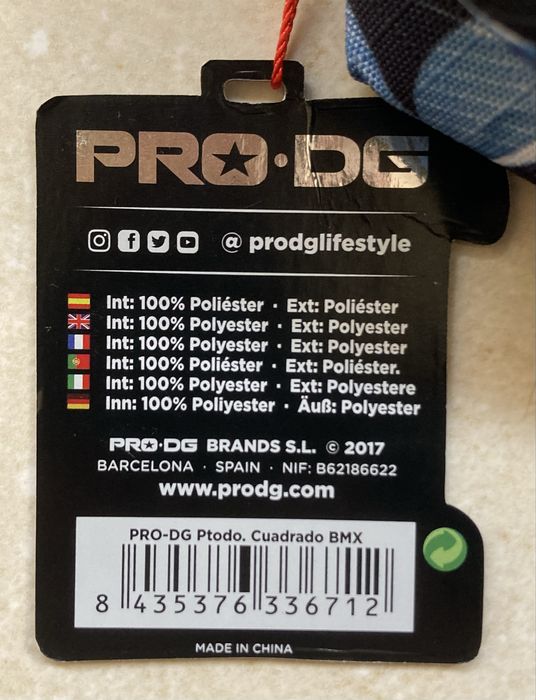 PRO·DG
@ prodglifestyle
Int: 100% Poliéster · Ext: Poliéster
Int: 100% Polyester · Ext: Polyester
Int: 100% Polyester · Ext: Polyester
Int: 100% Poliéster · Ext: Poliéster.
Int: 100% Polyester · Ext: Polyestere
Inn: 100% Poliyester · Äuß: Polyester
PRO·DG BRANDS S.L. © 2017
BARCELONA · SPAIN · NIF: B62186622
www.prodg.com
PRO-DG Ptodo. Cuadrado BMX
8 435376 336712
MADE IN CHINA